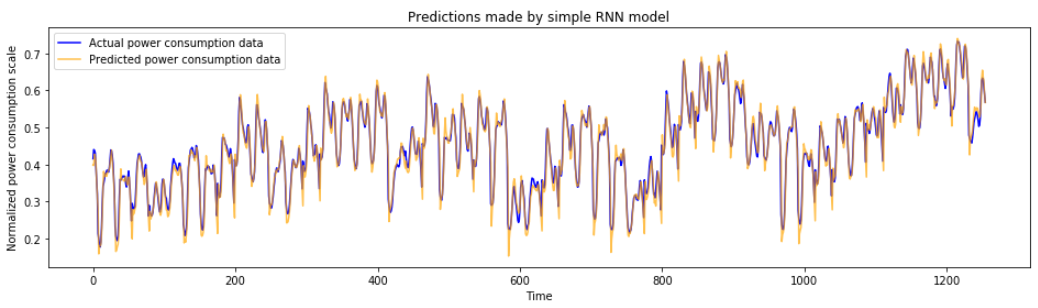 Predictions made by simple RNN model
Actual power consumption data
Predicted power consumption data
Normalized power consumption scale
0.7
0.6
0.5
0.4
0.3
0.2
0 200 400 600 800 1000 1200
Time